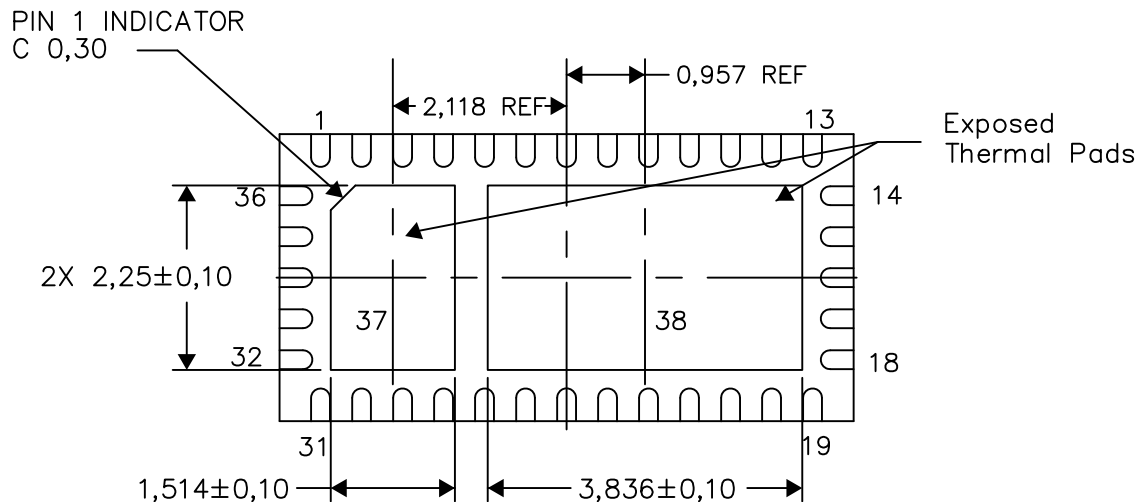 PIN 1 INDICATOR
C 0,30
0,957 REF
2,118 REF
1
13
Exposed
Thermal Pads
36
14
2X 2,25±0,10
37
38
32
18
31
19
1,514±0,10
3,836±0,10